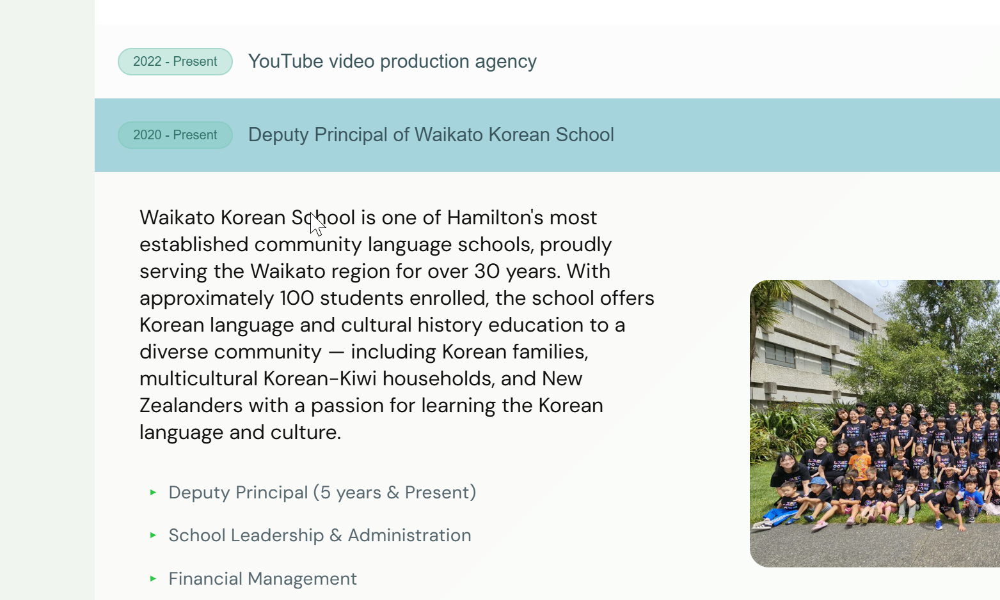 2022 - Present YouTube video production agency
2020 - Present Deputy Principal of Waikato Korean School
Waikato Korean School is one of Hamilton's most
established community language schools, proudly
serving the Waikato region for over 30 years. With
approximately 100 students enrolled, the school offers
Korean language and cultural history education to a
diverse community — including Korean families,
multicultural Korean-Kiwi households, and New
Zealanders with a passion for learning the Korean
language and culture.
▸ Deputy Principal (5 years & Present)
▸ School Leadership & Administration
▸ Financial Management